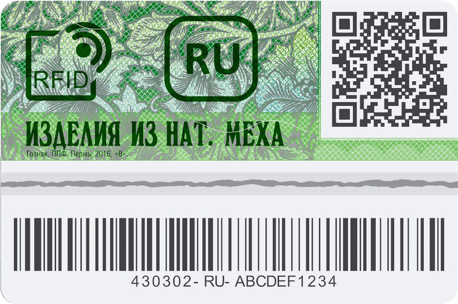 RFID
RU
ИЗДЕЛИЯ ИЗ НАТ. МЕХА
Гознак, ППФ, Пермь, 2016, «В».
430302- RU- ABCDEF1234